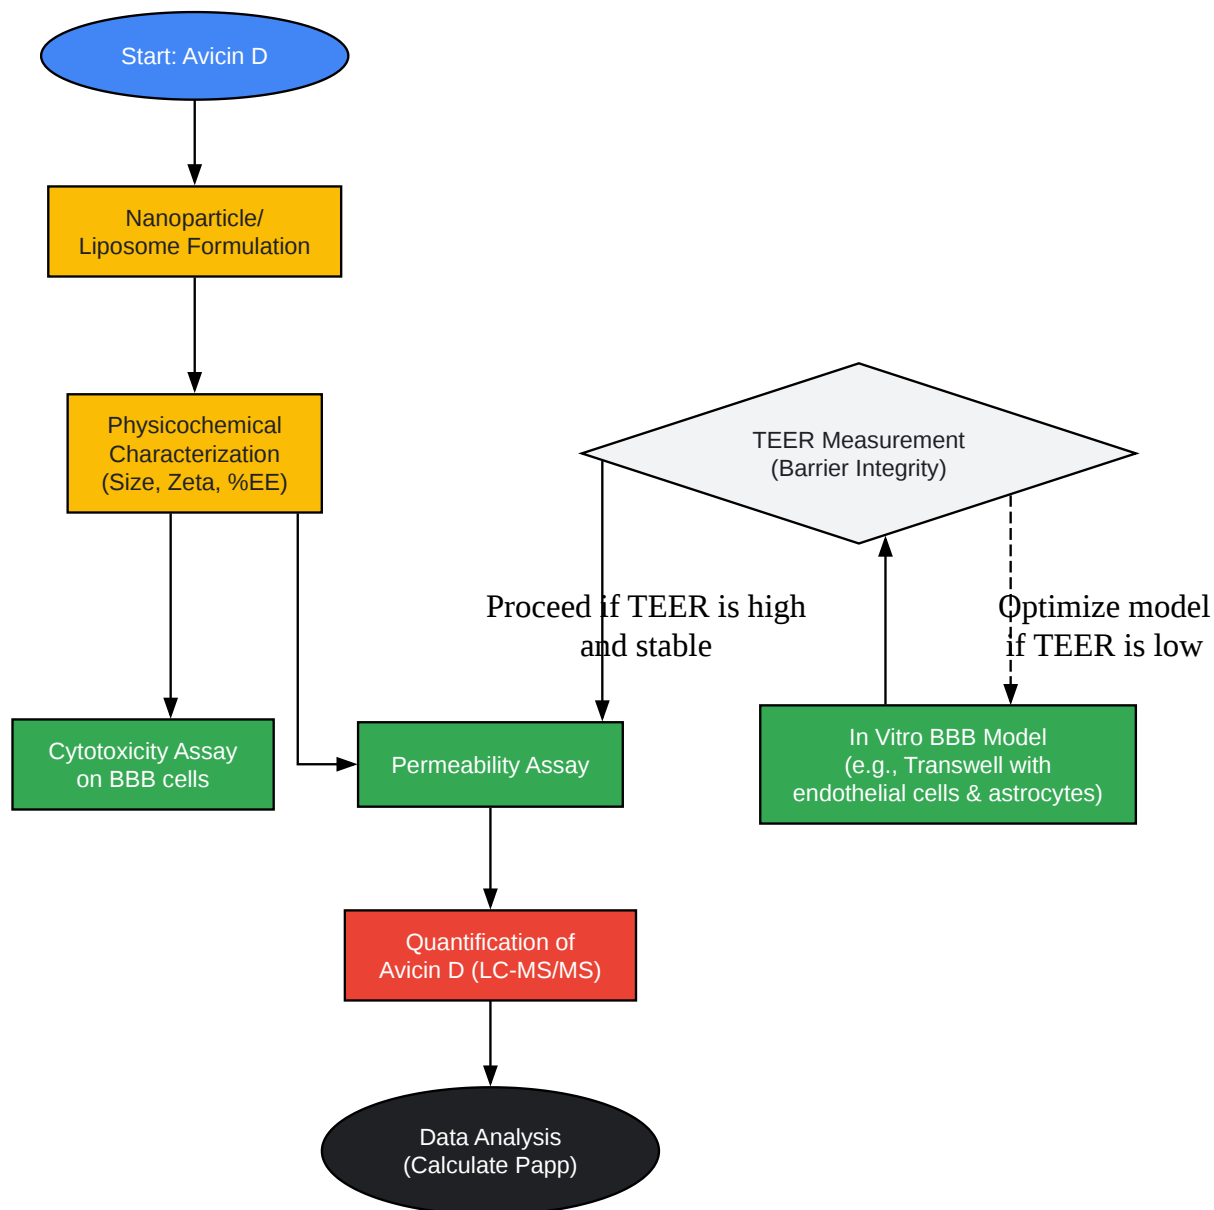 Start: Avicin D
Nanoparticle/
Liposome Formulation
Physicochemical
Characterization
(Size, Zeta, %EE)
TEER Measurement
(Barrier Integrity)
Proceed if TEER is high
and stable
Optimize model
if TEER is low
Cytotoxicity Assay
on BBB cells
Permeability Assay
In Vitro BBB Model
(e.g., Transwell with
endothelial cells & astrocytes)
Quantification of
Avicin D (LC-MS/MS)
Data Analysis
(Calculate Papp)